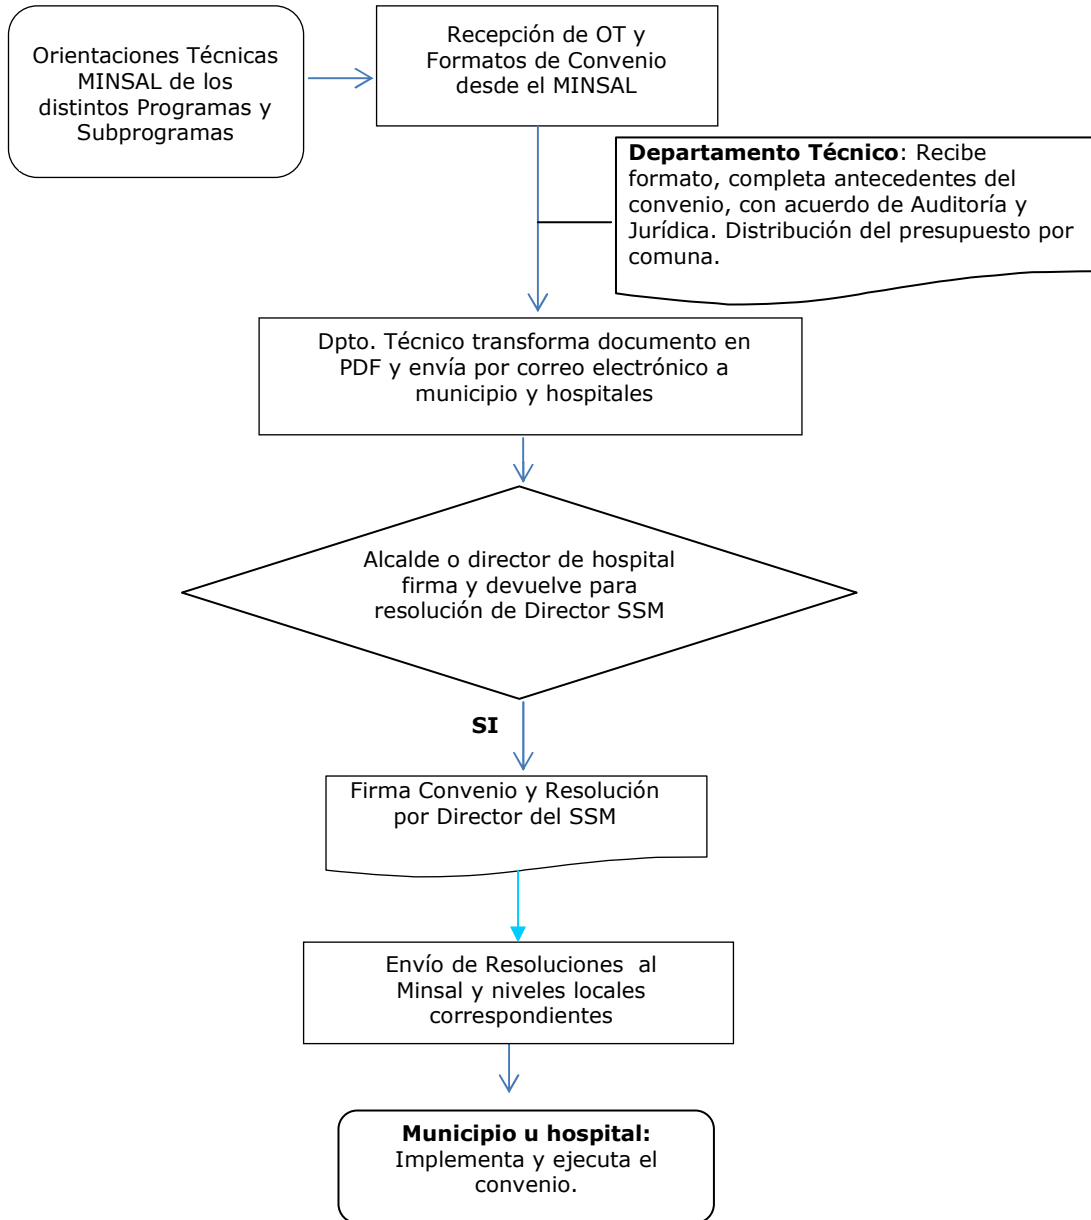 Orientaciones Técnicas
MINSAL de los
distintos Programas y
Subprogramas
Recepción de OT y
Formatos de Convenio
desde el MINSAL
Departamento Técnico: Recibe
formato, completa antecedentes del
convenio, con acuerdo de Auditoría y
Jurídica. Distribución del presupuesto por
comuna.
Dpto. Técnico transforma documento en
PDF y envía por correo electrónico a
municipio y hospitales
Alcalde o director de hospital
firma y devuelve para
resolución de Director SSM
SI
Firma Convenio y Resolución
por Director del SSM
Envío de Resoluciones al
Minsal y niveles locales
correspondientes
Municipio u hospital:
Implementa y ejecuta el
convenio.